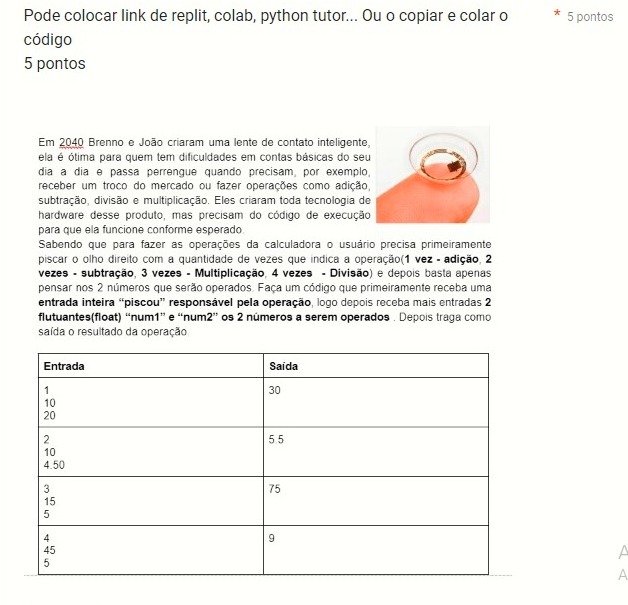 Pode colocar link de replit, colab, python tutor... Ou o copiar e colar o
código
5 pontos
* 5 pontos
Em 2040 Brenno e João criaram uma lente de contato inteligente,
ela é ótima para quem tem dificuldades em contas básicas do seu
dia a dia e passa perrengue quando precisam, por exemplo,
receber um troco do mercado ou fazer operações como adição,
subtração, divisão e multiplicação. Eles criaram toda tecnologia de
hardware desse produto, mas precisam do código de execução
para que ela funcione conforme esperado.
Sabendo que para fazer as operações da calculadora o usuário precisa primeiramente
piscar o olho direito com a quantidade de vezes que indica a operação(1 vez - adição, 2
vezes - subtração, 3 vezes - Multiplicação, 4 vezes - Divisão) e depois basta apenas
pensar nos 2 números que serão operados. Faça um código que primeiramente receba uma
entrada inteira “piscou” responsável pela operação, logo depois receba mais entradas 2
flutuantes(float) “num1” e “num2” os 2 números a serem operados . Depois traga como
saída o resultado da operação.
Entrada Saída
1 30
10
20
2 5.5
10
4.50
3 75
15
5
4 9
45
5